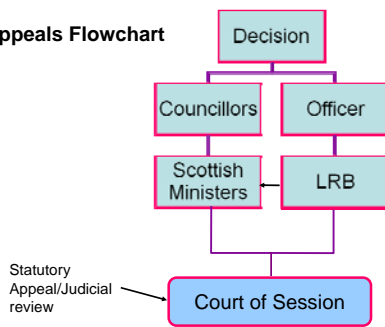 ppeals Flowchart
Decision
Councillors
Officer
Scottish
Ministers
LRB
Statutory
Appeal/Judicial
review
Court of Session